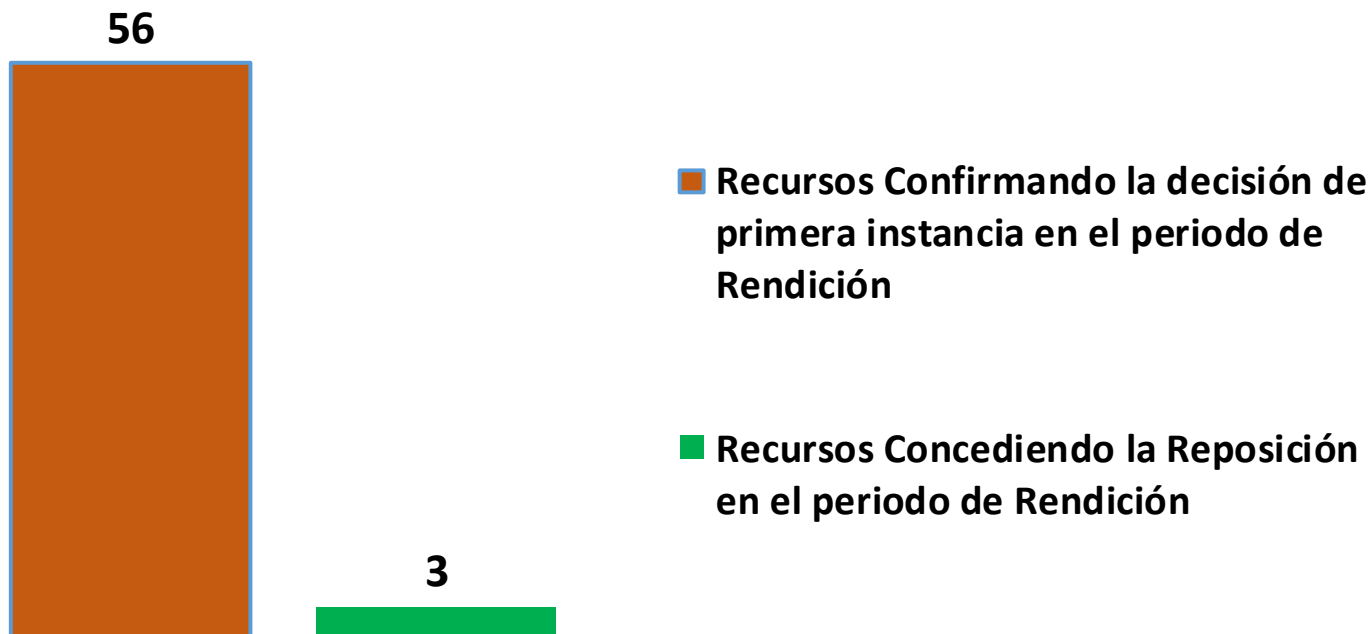 56
3
Recursos Confirmando la decisión de
primera instancia en el periodo de
Rendición
Recursos Concediendo la Reposición
en el periodo de Rendición